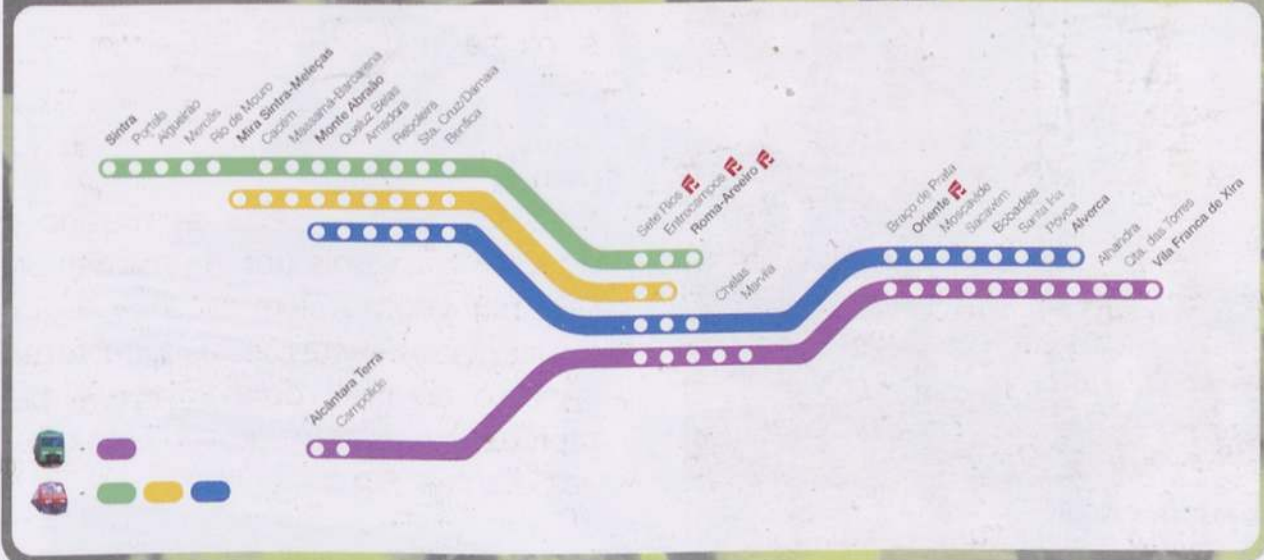 Sintra
Portela
Algueirão
Mercês
Rio de Mouro
Mira Sintra-Meleças
Cacém
Massamá-Barcarena
Monte Abraão
Queluz Belas
Amadora
Reboleira
Sta. Cruz/Damaia
Benfica
Sete Rios
Entrecampos
Roma-Areeiro
Chelas
Marvila
Braço de Prata
Oriente
Moscavide
Sacavém
Bobadela
Santa Iria
Póvoa
Alverca
Alhandra
Qta. das Torres
Vila Franca de Xira
Alcântara Terra
Campolide